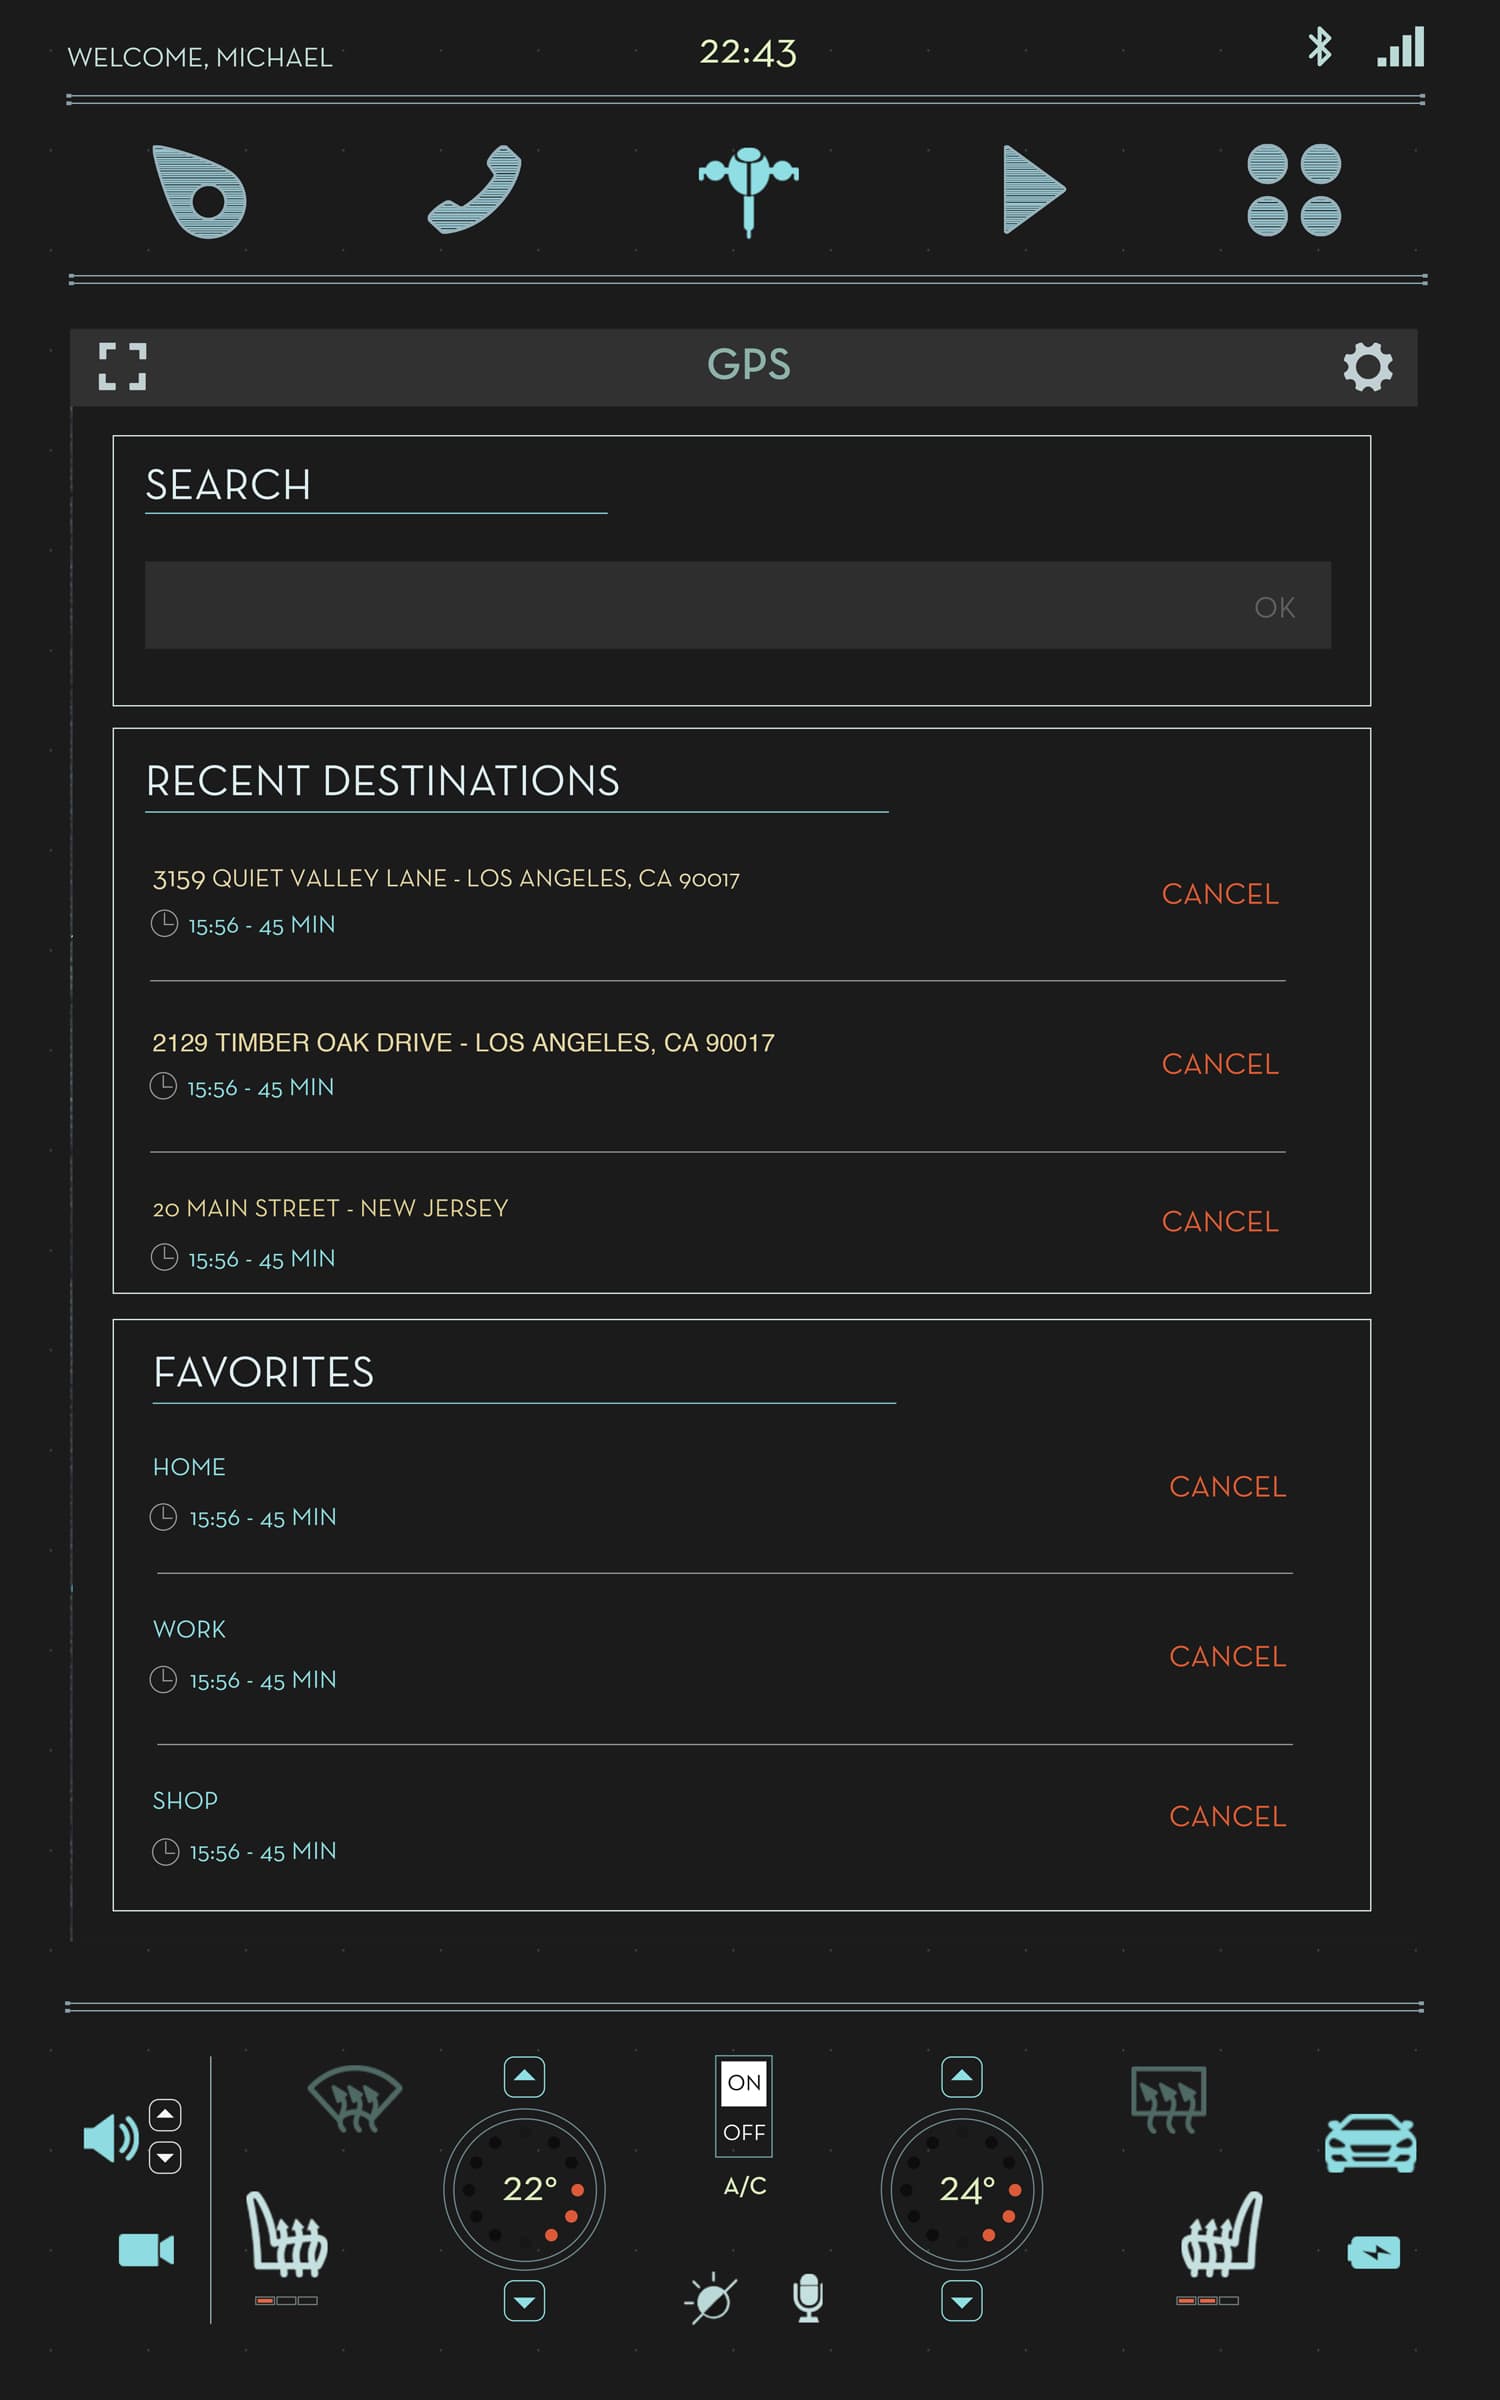 WELCOME, MICHAEL
22:43
GPS
SEARCH
OK
RECENT DESTINATIONS
3159 QUIET VALLEY LANE - LOS ANGELES, CA 90017
CANCEL
15:56 - 45 MIN
2129 TIMBER OAK DRIVE - LOS ANGELES, CA 90017
CANCEL
15:56 - 45 MIN
20 MAIN STREET - NEW JERSEY
CANCEL
15:56 - 45 MIN
FAVORITES
HOME
CANCEL
15:56 - 45 MIN
WORK
CANCEL
15:56 - 45 MIN
SHOP
CANCEL
15:56 - 45 MIN
ON
OFF
A/C
22°
24°